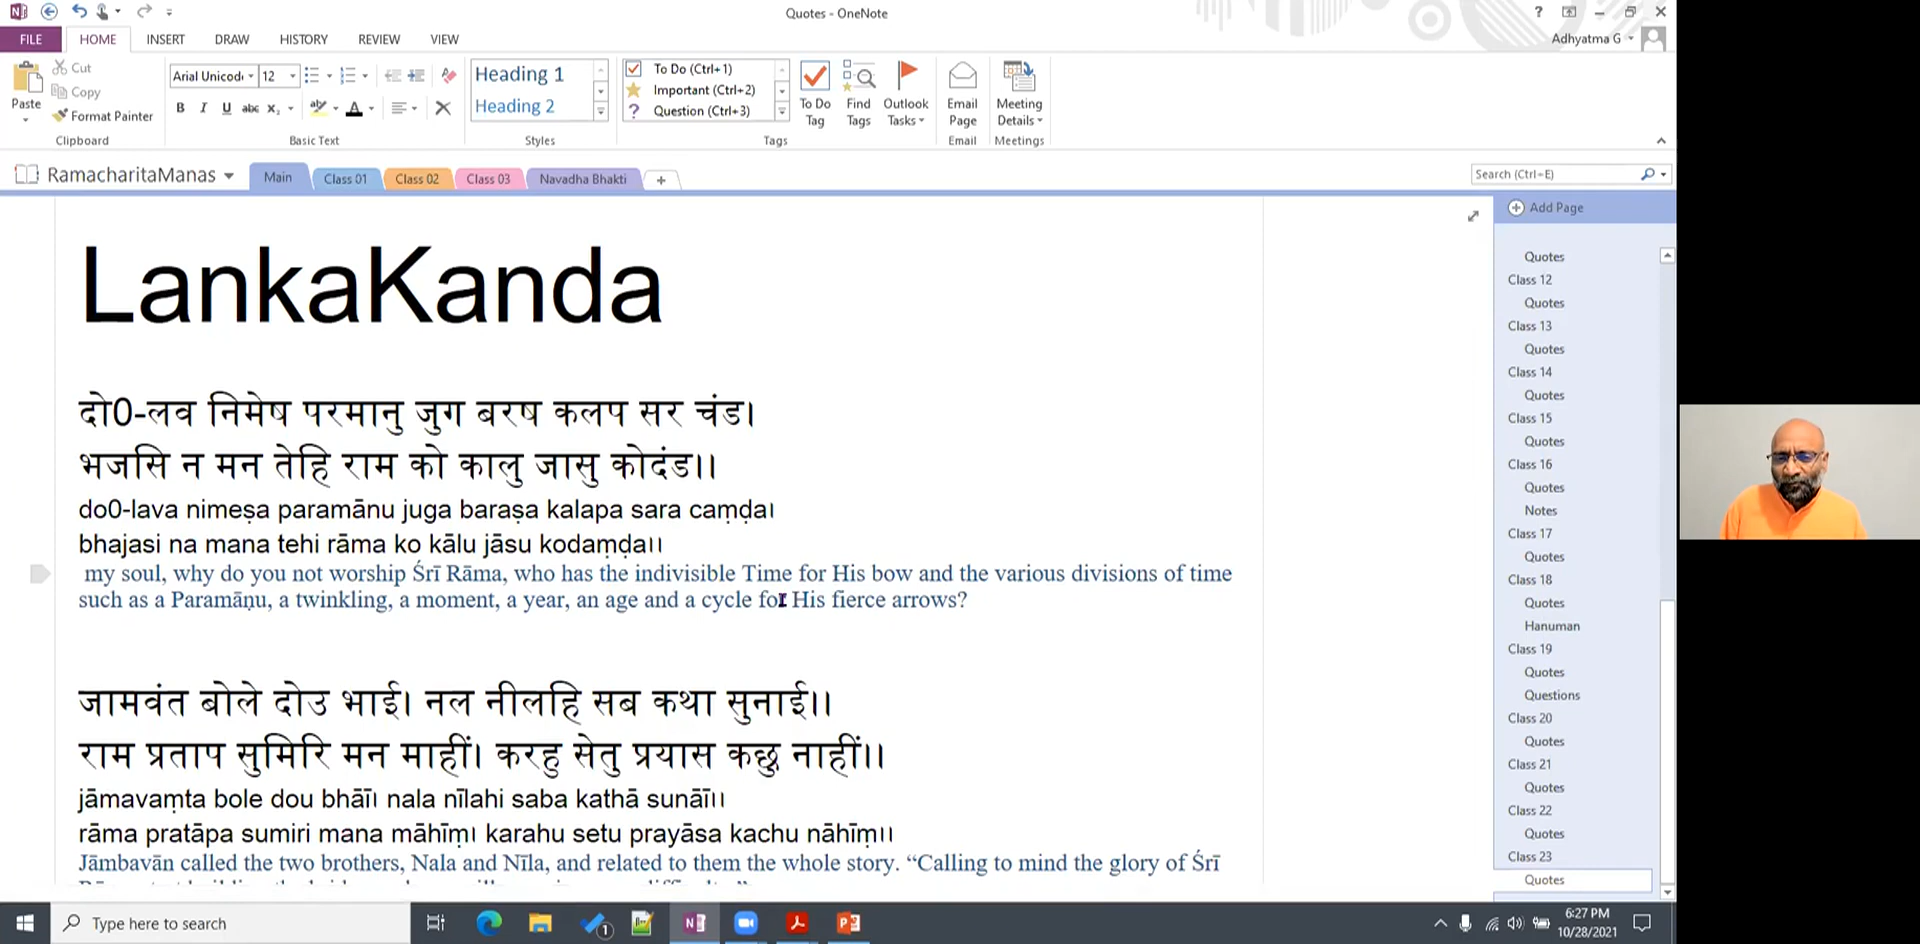 Quotes - OneNote
?
FILE HOME INSERT DRAW HISTORY REVIEW VIEW
Adhyatma G
Paste
Cut
Copy
Format Painter
Arial Unicod 12
B I U abc x₂ A
Heading 1
Heading 2
To Do (Ctrl+1)
Important (Ctrl+2)
? Question (Ctrl+3)
To Do Tag
Find Tags
Outlook Tasks
Email Page
Meeting Details
Clipboard Basic Text Styles Tags Email Meetings
RamacharitaManas Main Class 01 Class 02 Class 03 Navadha Bhakti +
Search (Ctrl+E)
LankaKanda
दो0-लव निमेष परमानु जुग बरष कलप सर चंड।
भजसि न मन तेहि राम को कालु जासु कोदंड।।
do0-lava nimeṣa paramānu juga baraṣa kalapa sara caṃḍa।
bhajasi na mana tehi rāma ko kālu jāsu kodaṃḍa।।
my soul, why do you not worship Śrī Rāma, who has the indivisible Time for His bow and the various divisions of time
such as a Paramāṇu, a twinkling, a moment, a year, an age and a cycle for His fierce arrows?
जामवंत बोले दोउ भाई। नल नीलहि सब कथा सुनाई।।
राम प्रताप सुमिरि मन माहीं। करहु सेतु प्रयास कछु नाहीं।।
jāmavaṃta bole dou bhāī। nala nīlahi saba kathā sunāī।।
rāma pratāpa sumiri mana māhīṃ। karahu setu prayāsa kachu nāhīṃ।।
Jāmbavān called the two brothers, Nala and Nīla, and related to them the whole story. “Calling to mind the glory of Śrī
Add Page
Quotes
Class 12
Quotes
Class 13
Quotes
Class 14
Quotes
Class 15
Quotes
Class 16
Quotes
Notes
Class 17
Quotes
Class 18
Quotes
Hanuman
Class 19
Quotes
Questions
Class 20
Quotes
Class 21
Quotes
Class 22
Quotes
Class 23
Quotes
Type here to search
1
6:27 PM
10/28/2021